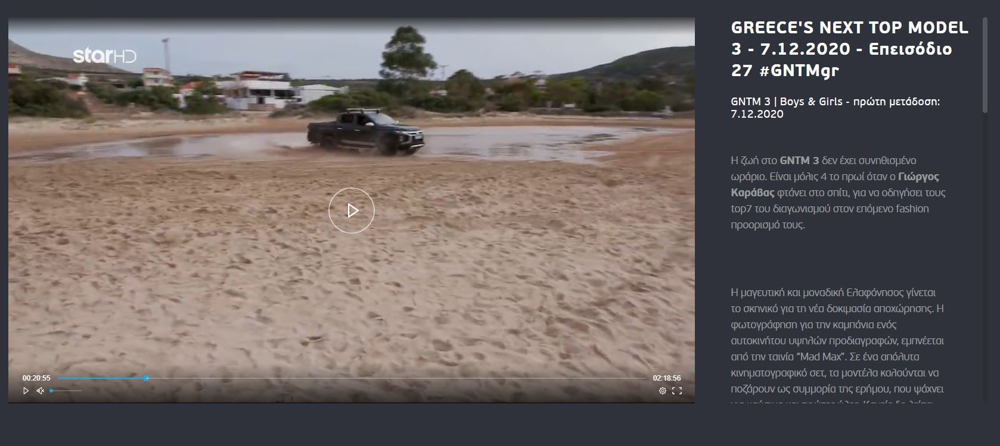 starHD
00:20:55
02:18:56
GREECE'S NEXT TOP MODEL
3 - 7.12.2020 - Επεισόδιο
27 #GNTMgr
GNTM 3 | Boys & Girls - πρώτη μετάδοση:
7.12.2020
Η ζωή στο GNTM 3 δεν έχει συνηθισμένο
ωράριο. Είναι μόλις 4 το πρωί όταν ο Γιώργος
Καράβας φτάνει στο σπίτι, για να οδηγήσει τους
top7 του διαγωνισμού στον επόμενο fashion
προορισμό τους.
Η μαγευτική και μοναδική Ελαφόνησος γίνεται
το σκηνικό για τη νέα δοκιμασία αποχώρησης. Η
φωτογράφηση για την καμπάνια ενός
αυτοκινήτου υψηλών προδιαγραφών, εμπνέεται
από την ταινία “Mad Max”. Σε ένα απόλυτα
κινηματογραφικό σετ, τα μοντέλα καλούνται να
ποζάρουν ως συμμορία της ερήμου, που ψάχνει